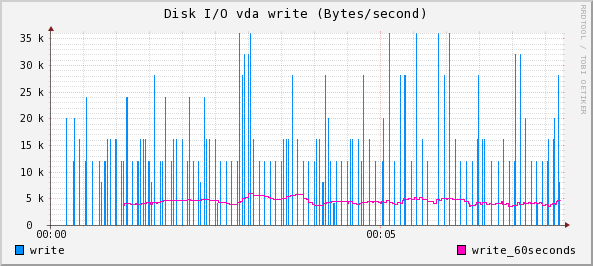 Disk I/O vda write (Bytes/second)
RRDTOOL / TOBI OETIKER
35 k
30 k
25 k
20 k
15 k
10 k
5 k
0
00:00 00:05
write write_60seconds